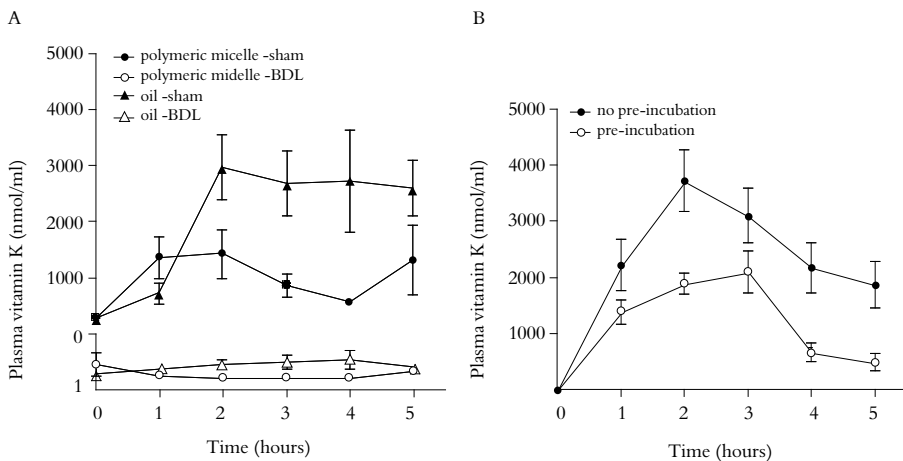 A
5000
4000
3000
2000
1000
0
1
Plasma vitamin K (nmol/ml)
polymeric micelle -sham
polymeric midelle -BDL
oil -sham
oil -BDL
0 1 2 3 4 5
Time (hours)
B
5000
4000
3000
2000
1000
Plasma vitamin K (nmol/ml)
no pre-incubation
pre-incubation
0 1 2 3 4 5
Time (hours)